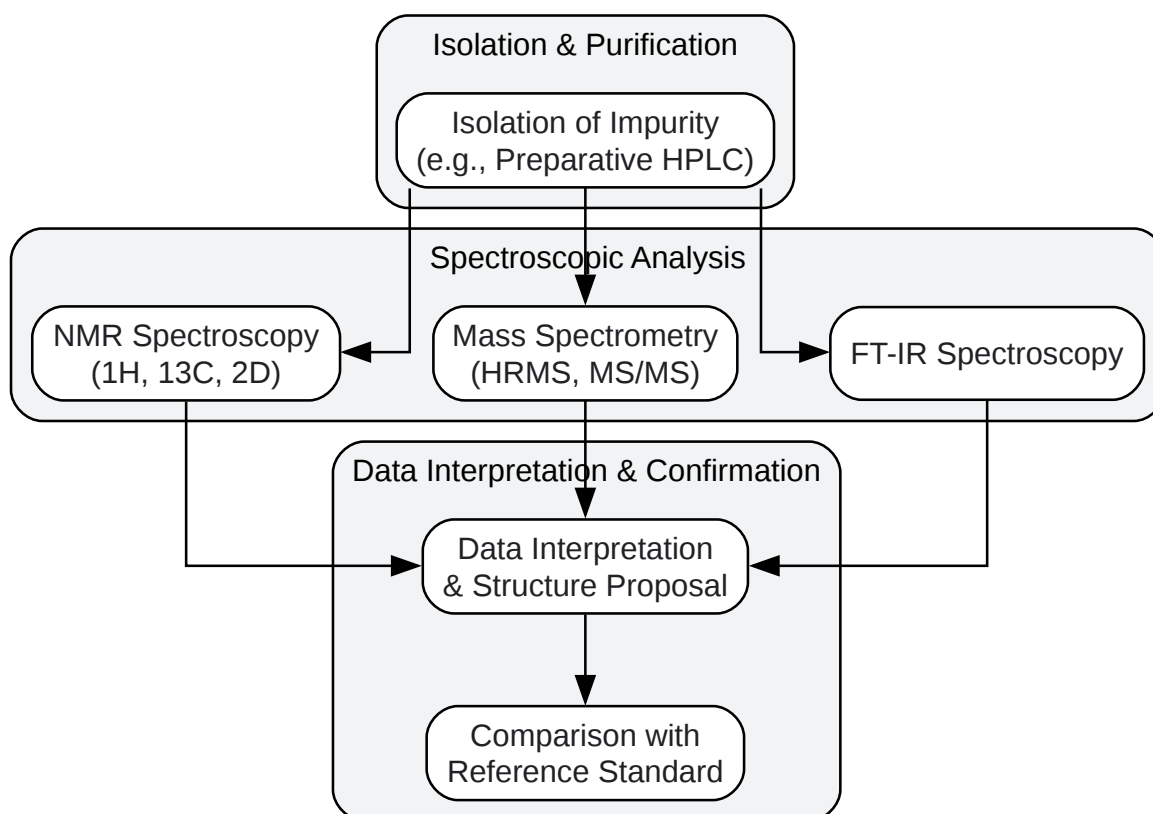 Isolation & Purification
Isolation of Impurity
(e.g., Preparative HPLC)
Spectroscopic Analysis
NMR Spectroscopy
(1H, 13C, 2D)
Mass Spectrometry
(HRMS, MS/MS)
FT-IR Spectroscopy
Data Interpretation & Confirmation
Data Interpretation
& Structure Proposal
Comparison with
Reference Standard